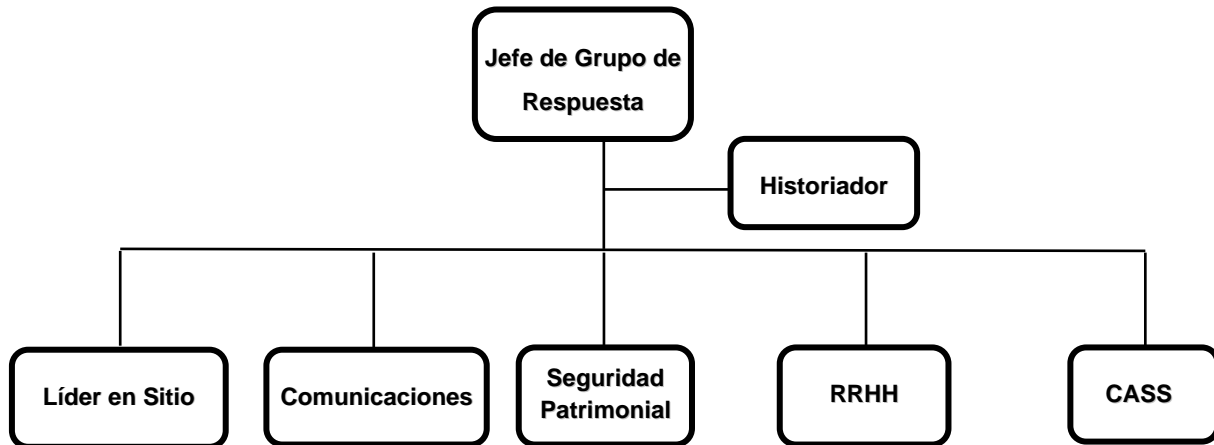 Jefe de Grupo de
Respuesta
Historiador
Líder en Sitio
Comunicaciones
Seguridad
Patrimonial
RRHH
CASS